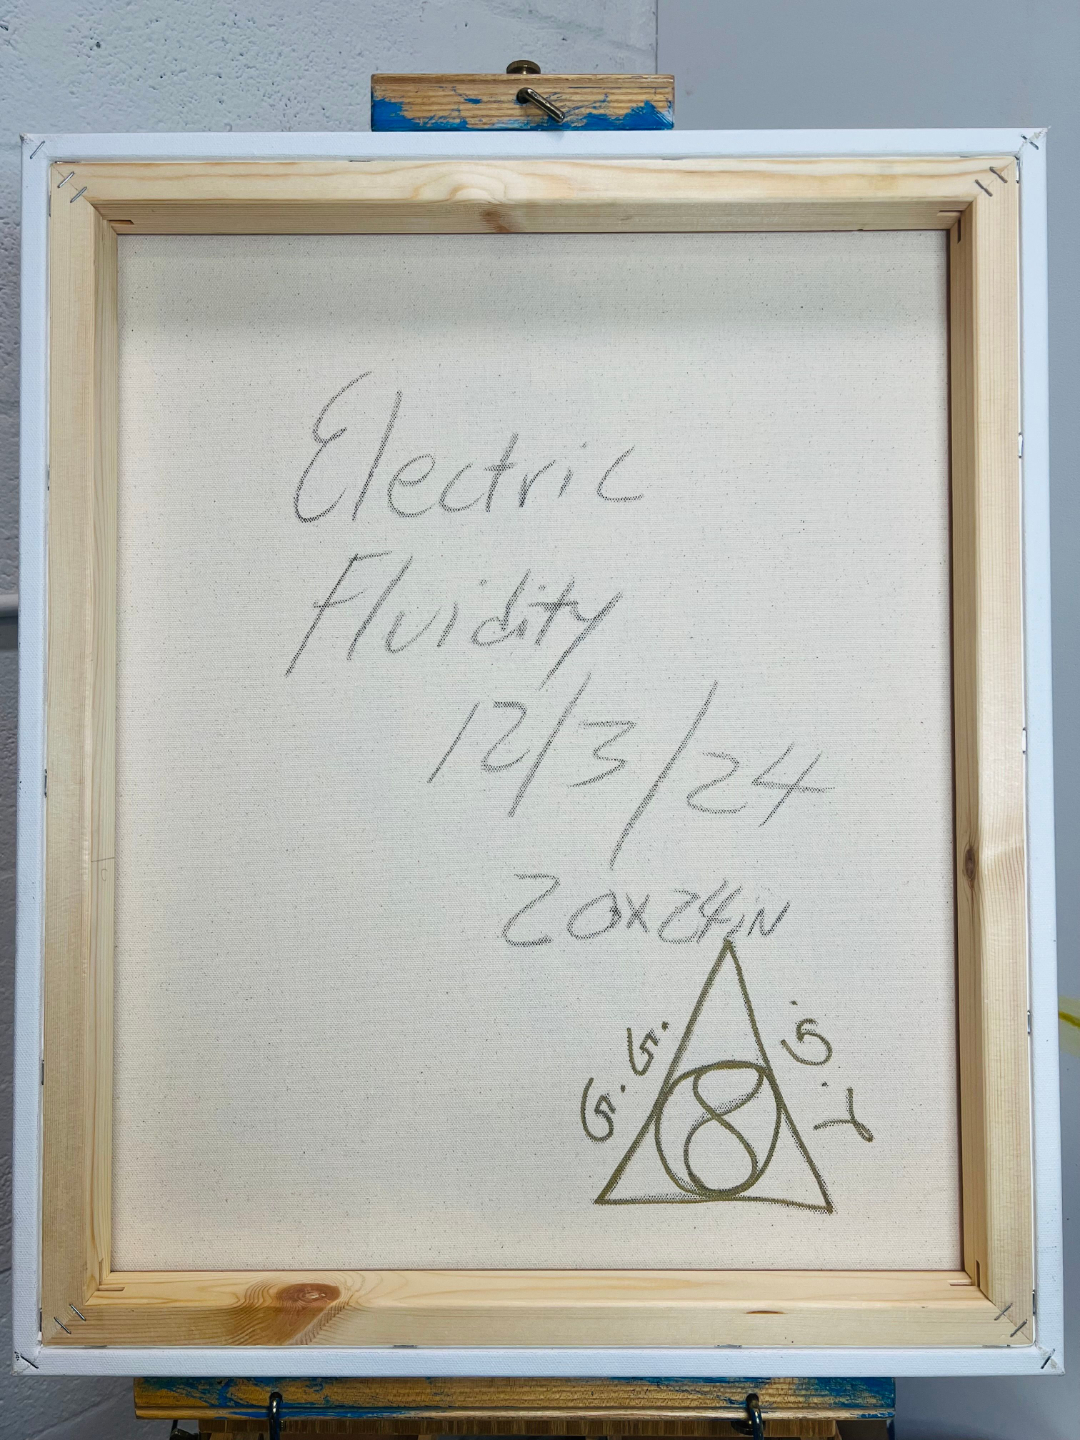 Electric
Fluidity
12/3/24
20x24in
8